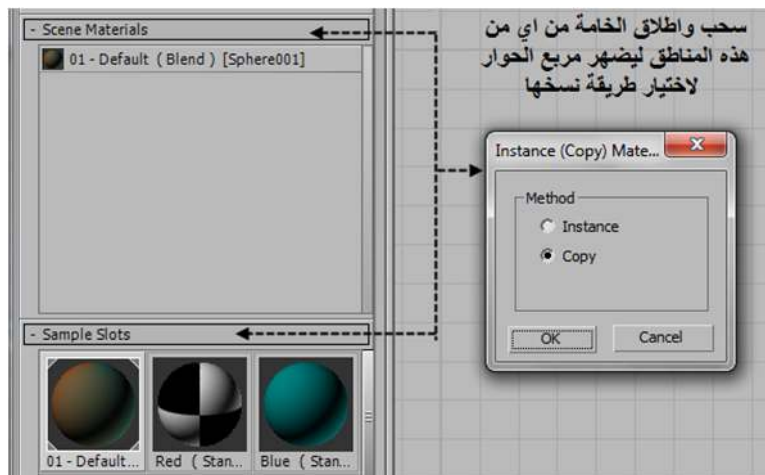 - Scene Materials
01 - Default ( Blend ) [Sphere001]
سحب واطلاق الخامة من اي من
هذه المناطق ليضهر مربع الحوار
لاختيار طريقة نسخها
Instance (Copy) Mate...
Method
Instance
Copy
OK
Cancel
- Sample Slots
01 - Default...
Red ( Stan...
Blue ( Stan...